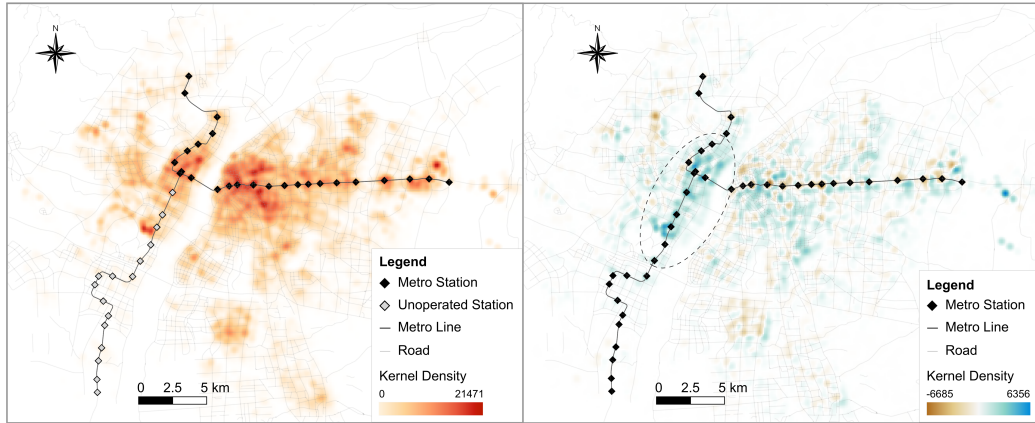 N
Legend
Metro Station
Unoperated Station
Metro Line
Road
Kernel Density
0 21471
0 2.5 5 km
N
Legend
Metro Station
Metro Line
Road
Kernel Density
-6685 6356
0 2.5 5 km